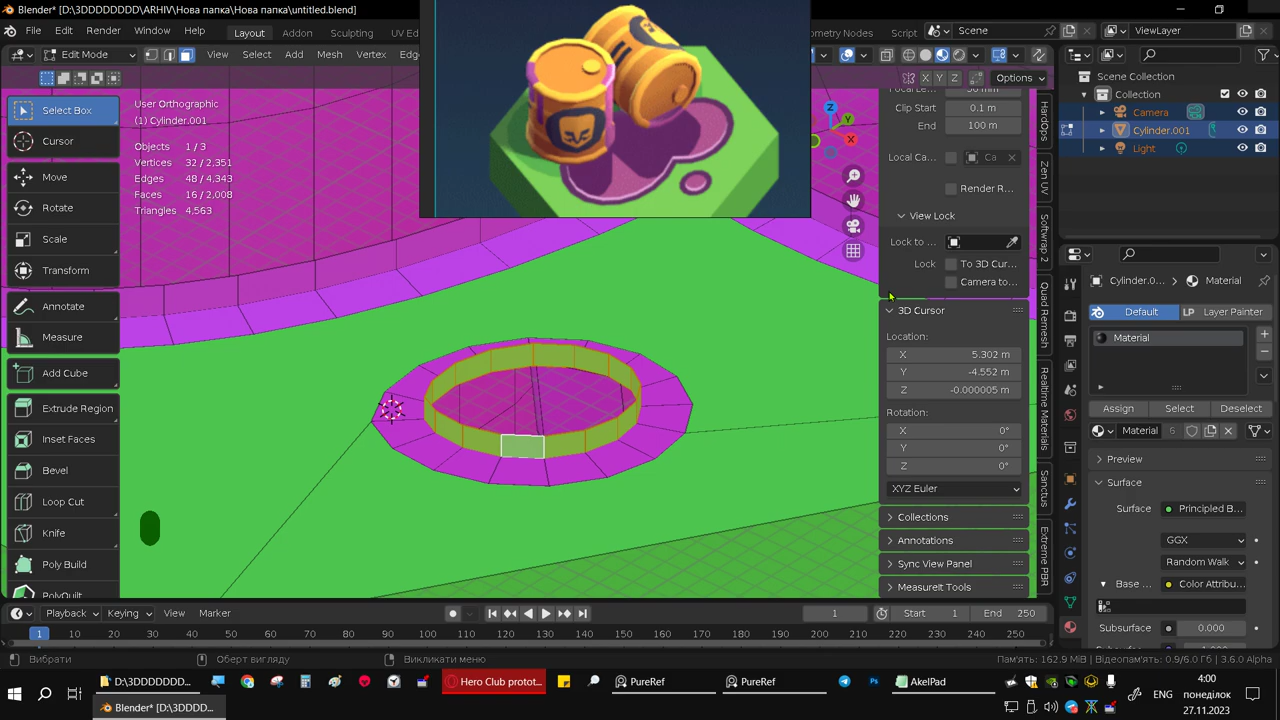 Blender* [D:\3DDDDDDD\ARHIV\Нова папка\Нова папка\untitled.blend]
File Edit Render Window Help Layout Addon Sculpting UV Edi ometry Nodes Scene ViewLayer
Edit Mode View Select Add Mesh Vertex Edge
X Y Z Options
Select Box
Cursor
Move
Rotate
Scale
Transform
Annotate
Measure
Add Cube
Extrude Region
Inset Faces
Bevel
Loop Cut
Knife
Poly Build
PolyQuilt
User Orthographic
(1) Cylinder.001
Objects 1 / 3
Vertices 32 / 2,351
Edges 48 / 4,343
Faces 16 / 2,008
Triangles 4,563
Z
Y
X
Clip Start 0.1 m
End 100 m
Local Ca... Ca
Render R...
View Lock
Lock to ...
Lock To 3D Cur...
Camera to...
3D Cursor
Location:
X 5.302 m
Y -4.552 m
Z -0.000005 m
Rotation:
X 0°
Y 0°
Z 0°
XYZ Euler
Collections
Annotations
Sync View Panel
MeasureIt Tools
HardOps
Zen UV
Softwrap 2
Quad Remesh
Realtime Materials
Sanctus
Extreme PBR
Scene Collection
Collection
Camera
Cylinder.001
Light
Cylinder.0... Material
Default LP Layer Painter
Material
Assign Select Deselect
Material 6
Preview
Surface
Surface Principled B...
GGX
Random Walk
Base ... Color Attribu...
Subsurface 0.000
Playback Keying View Marker 1 Start 1 End 250
1 10 20 30 40 50 60 70 80 90 100 110 120 130 140 150 160 170 180 190 200 210 220 230 240 250
Вибрати Оберт вигляду Викликати меню Пам'ять: 162.9 MiB | Відеопам'ять: 0.9/6.0 Гі | 3.6.0 Alpha
D:\3DDDDDDD... Hero Club protot... PureRef PureRef AkelPad 4:00
ENG понеділок
Blender* [D:\3DDDD... 27.11.2023